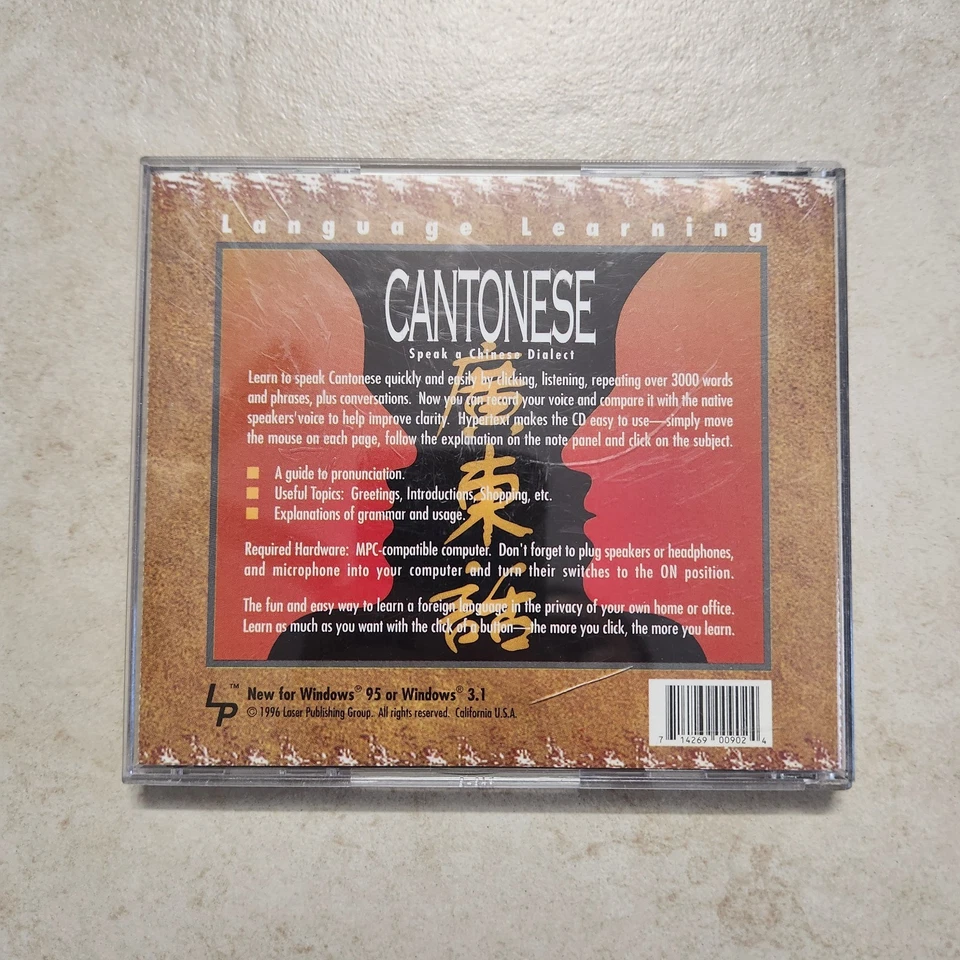 Language Learning
CANTONESE
Speak a Chinese Dialect
廣東話
Learn to speak Cantonese quickly and easily by clicking, listening, repeating over 3000 words
and phrases, plus conversations. Now you can record your voice and compare it with the native
speakers' voice to help improve clarity. Hypertext makes the CD easy to use—simply move
the mouse on each page, follow the explanation on the note panel and click on the subject.
A guide to pronunciation.
Useful Topics: Greetings, Introductions, Shopping, etc.
Explanations of grammar and usage.
Required Hardware: MPC-compatible computer. Don't forget to plug speakers or headphones,
and microphone into your computer and turn their switches to the ON position.
The fun and easy way to learn a foreign language in the privacy of your own home or office.
Learn as much as you want with the click of a button—the more you click, the more you learn.
LP™ New for Windows® 95 or Windows® 3.1
© 1996 Laser Publishing Group. All rights reserved. California U.S.A.
7 14269 00902 4